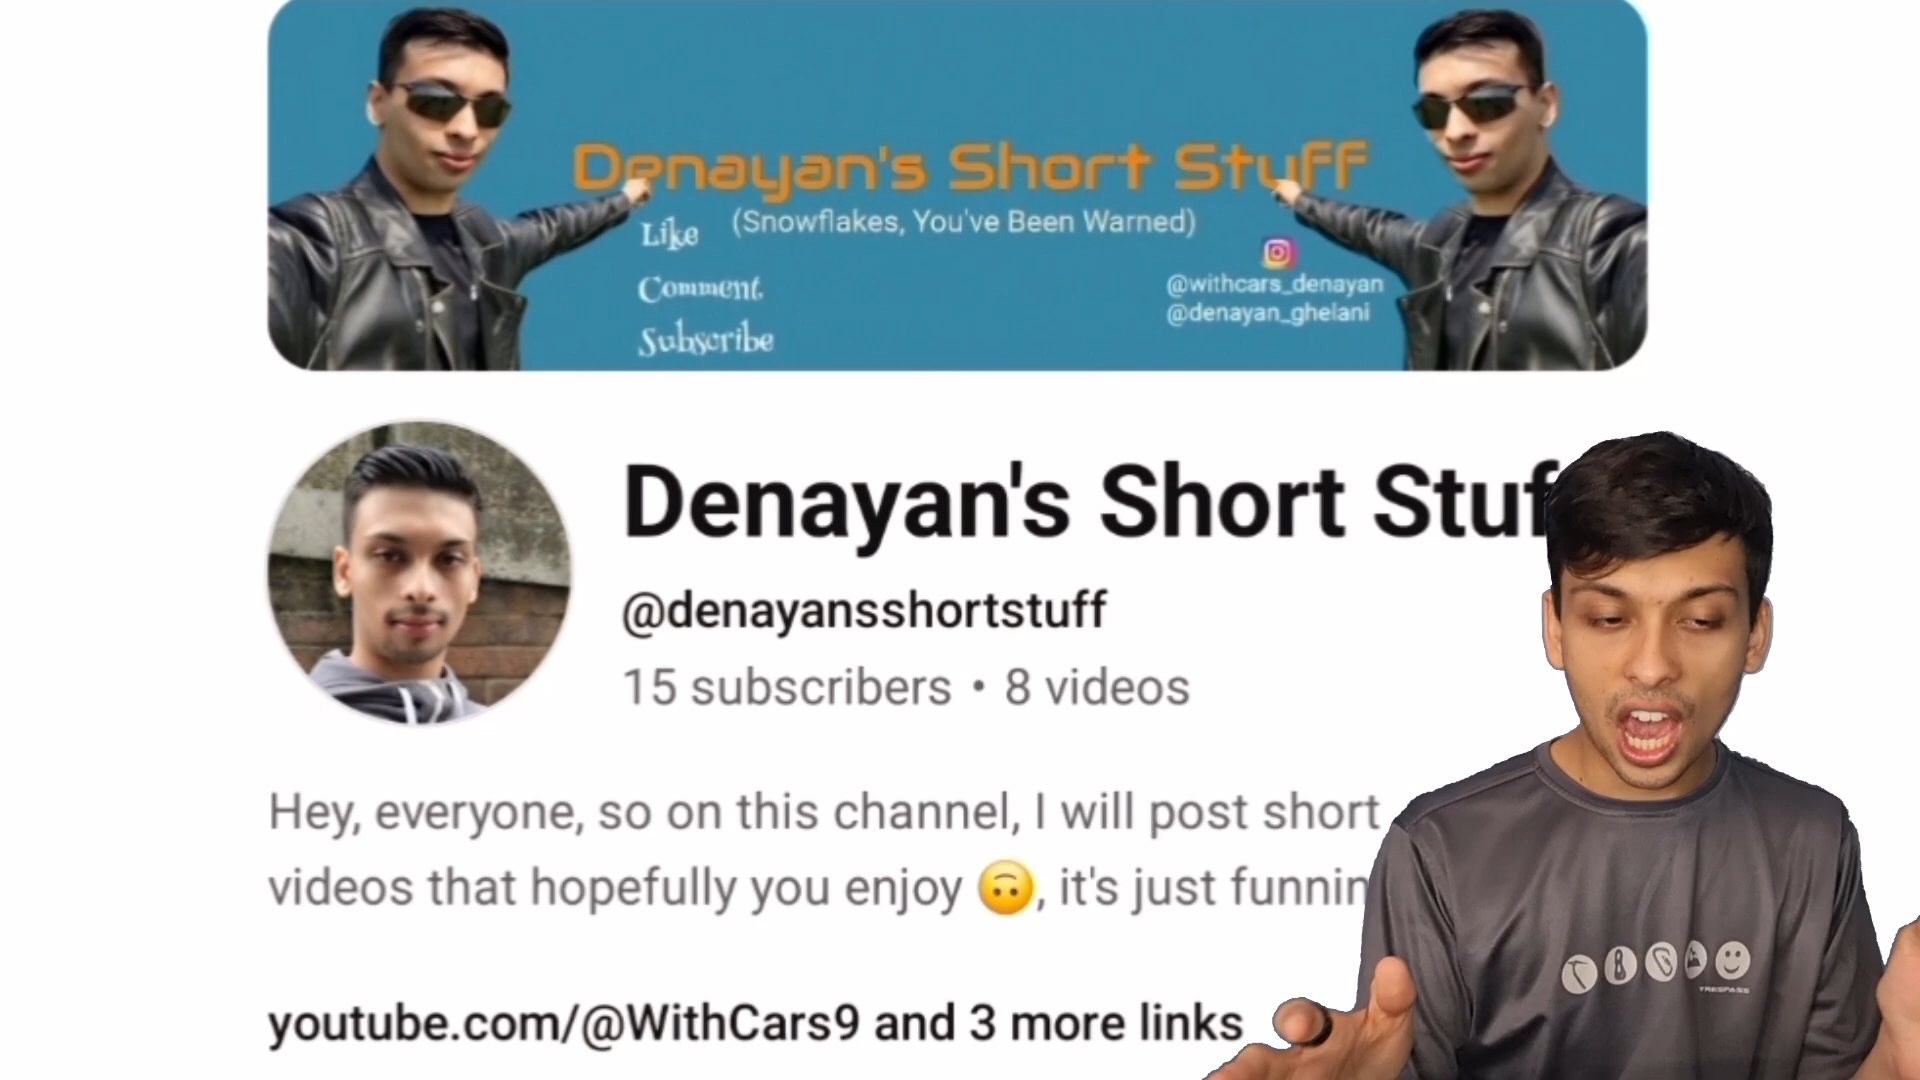 Denayan's Short Stuff
(Snowflakes, You've Been Warned)
Like
Comment
Subscribe
@withcars_denayan
@denayan_ghelani
Denayan's Short Stuf
@denayansshortstuff
15 subscribers • 8 videos
Hey, everyone, so on this channel, I will post short
videos that hopefully you enjoy 🙃, it's just funnin
youtube.com/@WithCars9 and 3 more links
TRESPASS